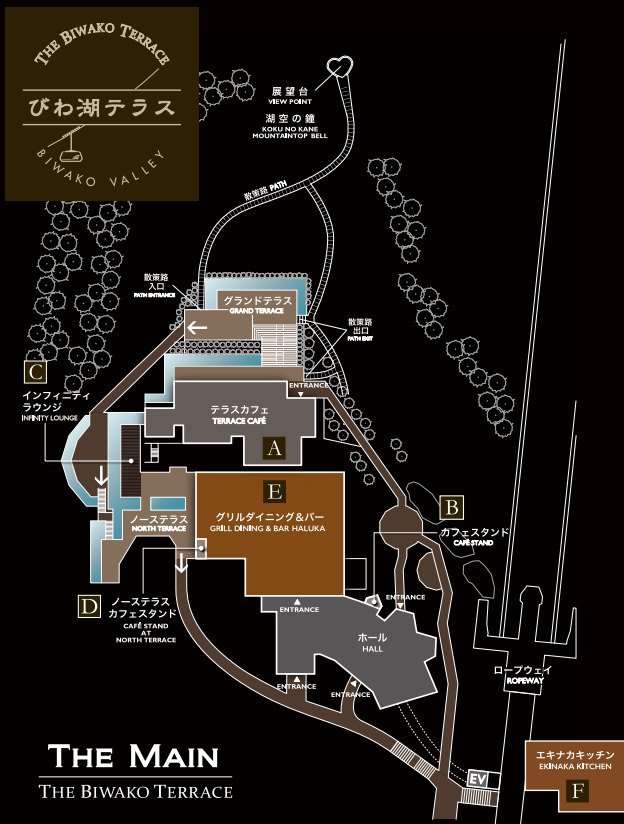 THE BIWAKO TERRACE
びわ湖テラス
BIWAKO VALLEY
展望台
VIEW POINT
湖空の鐘
KOKU NO KANE
MOUNTAINTOP BELL
散策路 PATH
散策路
入口
PATH ENTRANCE
グランドテラス
GRAND TERRACE
散策路
出口
PATH EXIT
C
インフィニティ
ラウンジ
INFINITY LOUNGE
ENTRANCE
テラスカフェ
TERRACE CAFÉ
A
E
グリルダイニング&バー
GRILL DINING & BAR HALUKA
ノーステラス
NORTH TERRACE
B
カフェスタンド
CAFÉ STAND
D
ノーステラス
カフェスタンド
CAFÉ STAND
AT
NORTH TERRACE
ENTRANCE
ENTRANCE
ホール
HALL
ENTRANCE
ENTRANCE
ロープウェイ
ROPEWAY
EV
エキナカキッチン
EKINAKA KITCHEN
F
THE MAIN
THE BIWAKO TERRACE